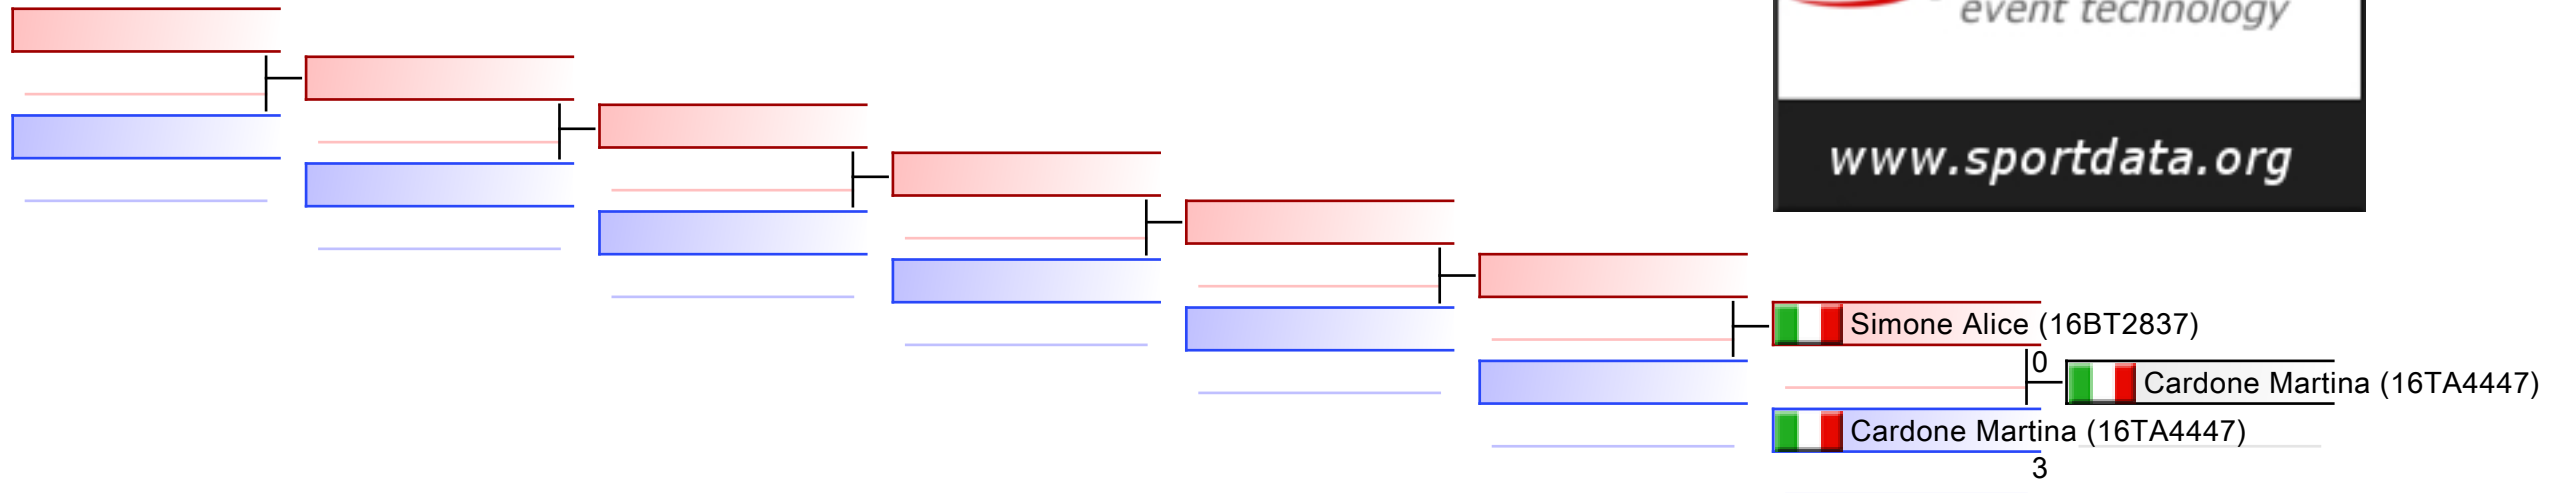 event technology
www.sportdata.org
Simone Alice (16BT2837)
0
Cardone Martina (16TA4447)
Cardone Martina (16TA4447)
3